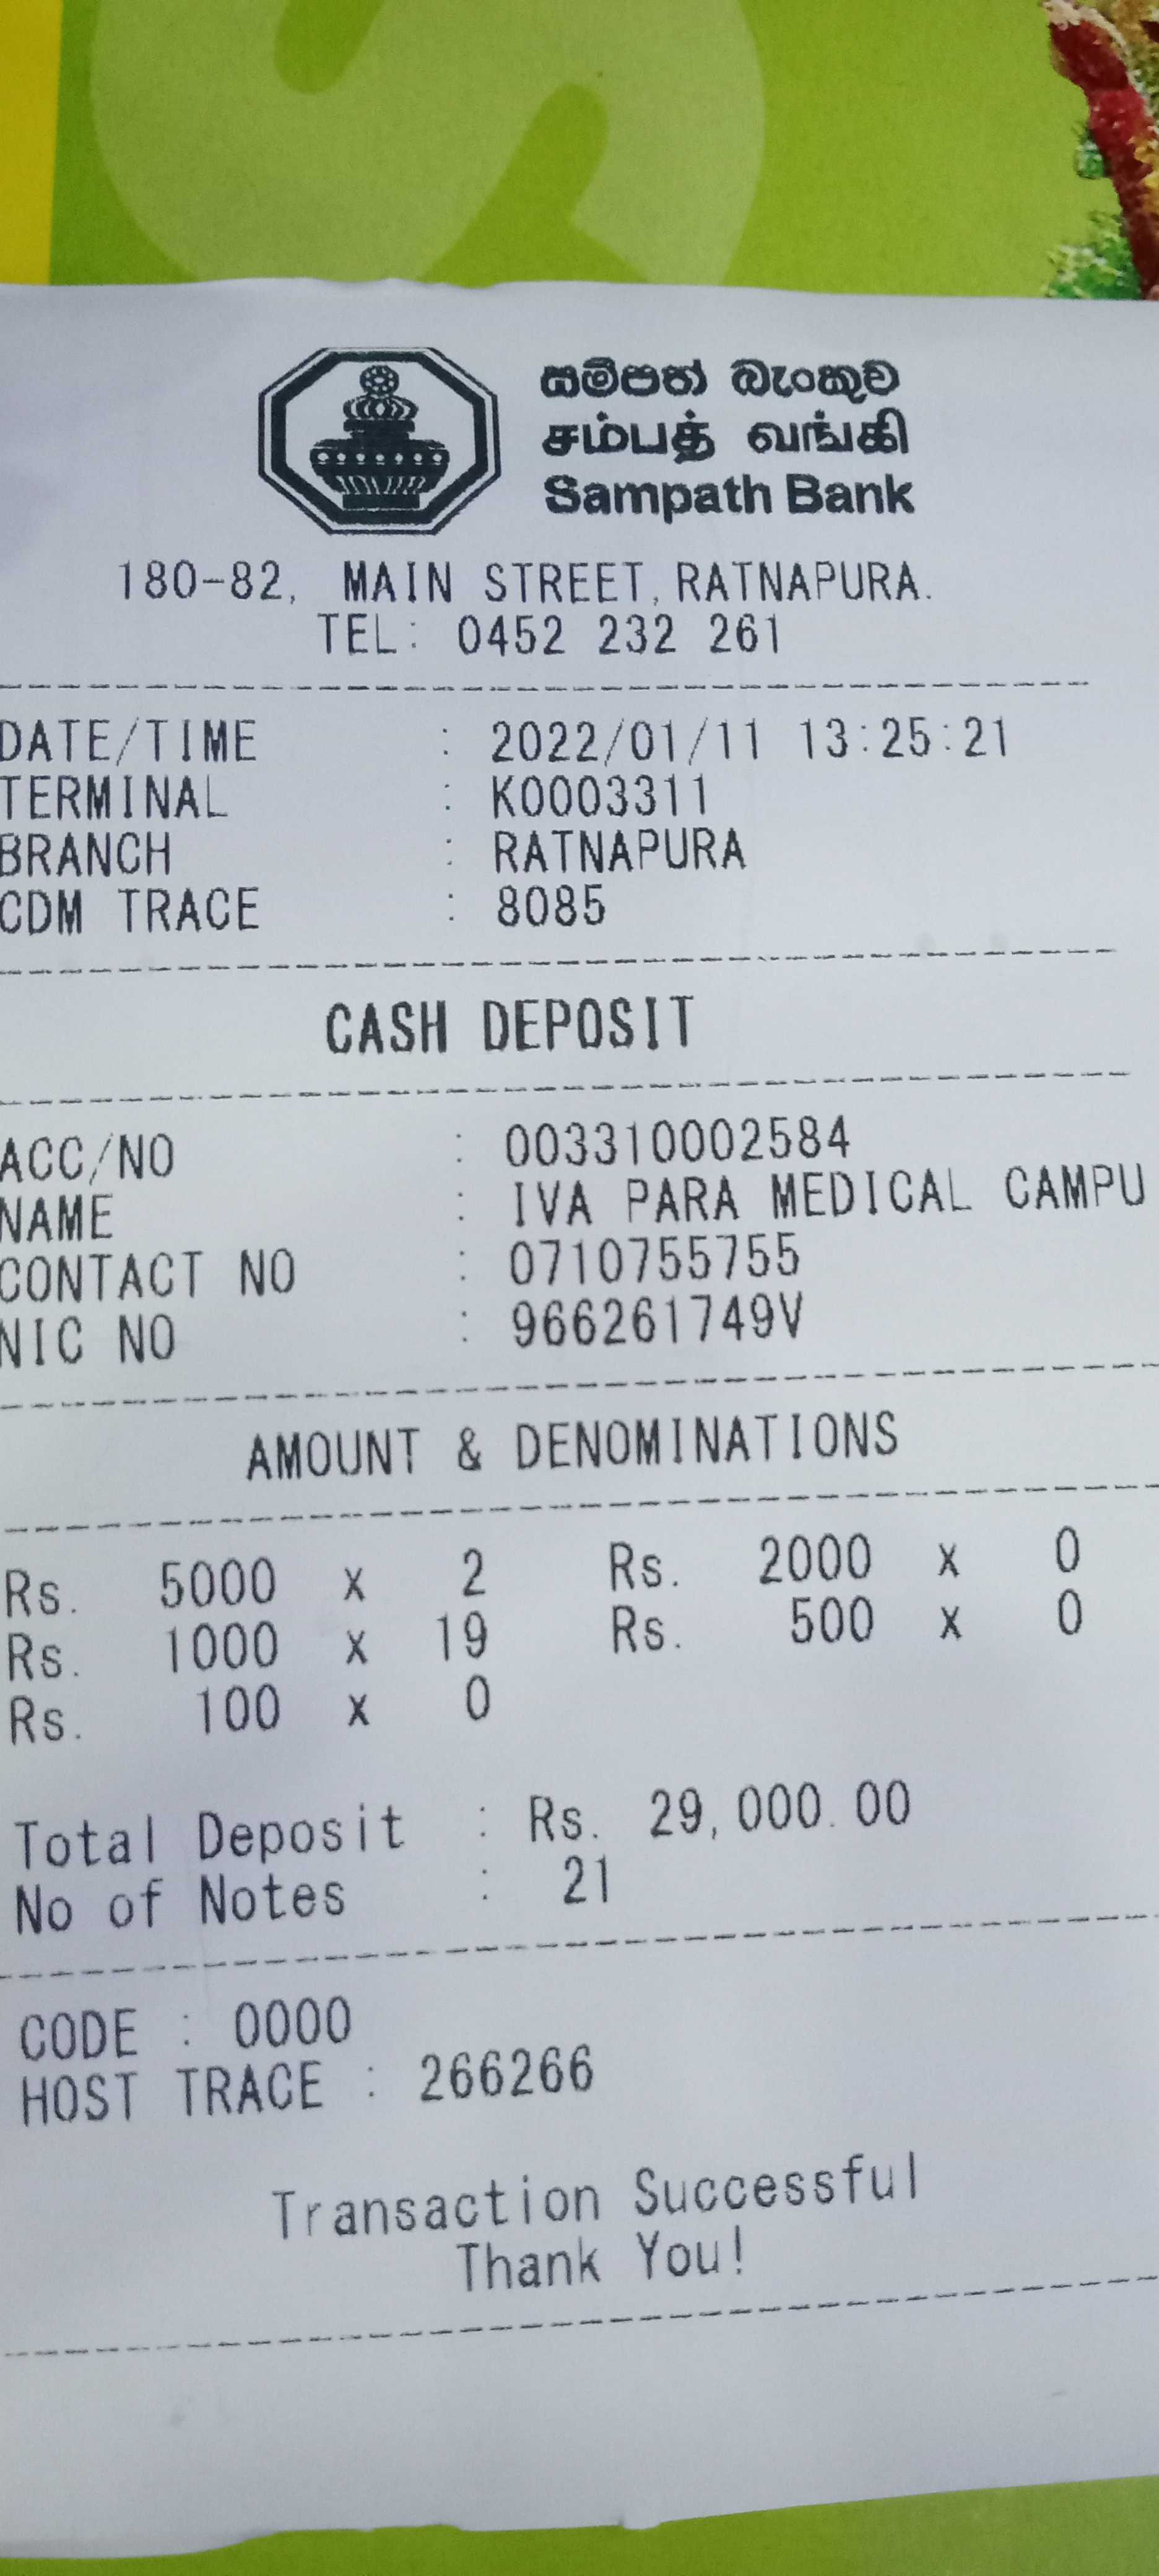 සම්පත් බැංකුව
சம்பத் வங்கி
Sampath Bank
180-82, MAIN STREET, RATNAPURA.
TEL: 0452 232 261
DATE/TIME : 2022/01/11 13:25:21
TERMINAL : K0003311
BRANCH : RATNAPURA
CDM TRACE : 8085
CASH DEPOSIT
ACC/NO : 003310002584
NAME : IVA PARA MEDICAL CAMPU
CONTACT NO : 0710755755
NIC NO : 966261749V
AMOUNT & DENOMINATIONS
Rs. 5000 x 2 Rs. 2000 x 0
Rs. 1000 x 19 Rs. 500 x 0
Rs. 100 x 0
Total Deposit : Rs. 29,000.00
No of Notes : 21
CODE : 0000
HOST TRACE : 266266
Transaction Successful
Thank You!